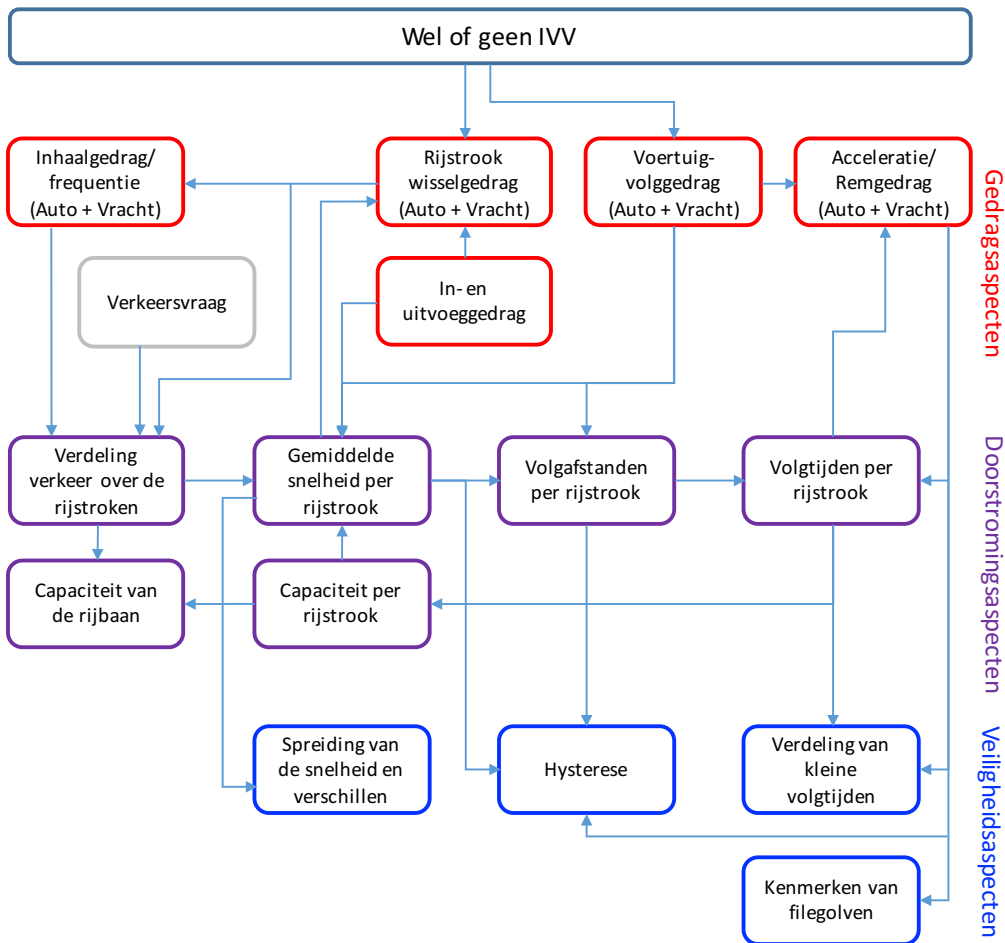 Wel of geen IVV
Inhaalgedrag/
frequentie
(Auto + Vracht)
Rijstrook
wisselgedrag
(Auto + Vracht)
Voertuig-
volggedrag
(Auto + Vracht)
Acceleratie/
Remgedrag
(Auto + Vracht)
Gedragsaspecten
Verkeersvraag
In- en
uitvoeggedrag
Verdeling
verkeer over de
rijstroken
Gemiddelde
snelheid per
rijstrook
Volgafstanden
per rijstrook
Volgtijden per
rijstrook
Doorstromingsaspecten
Capaciteit van
de rijbaan
Capaciteit per
rijstrook
Spreiding van
de snelheid en
verschillen
Hysterese
Verdeling van
kleine
volgtijden
Veiligheidsaspecten
Kenmerken van
filegolven